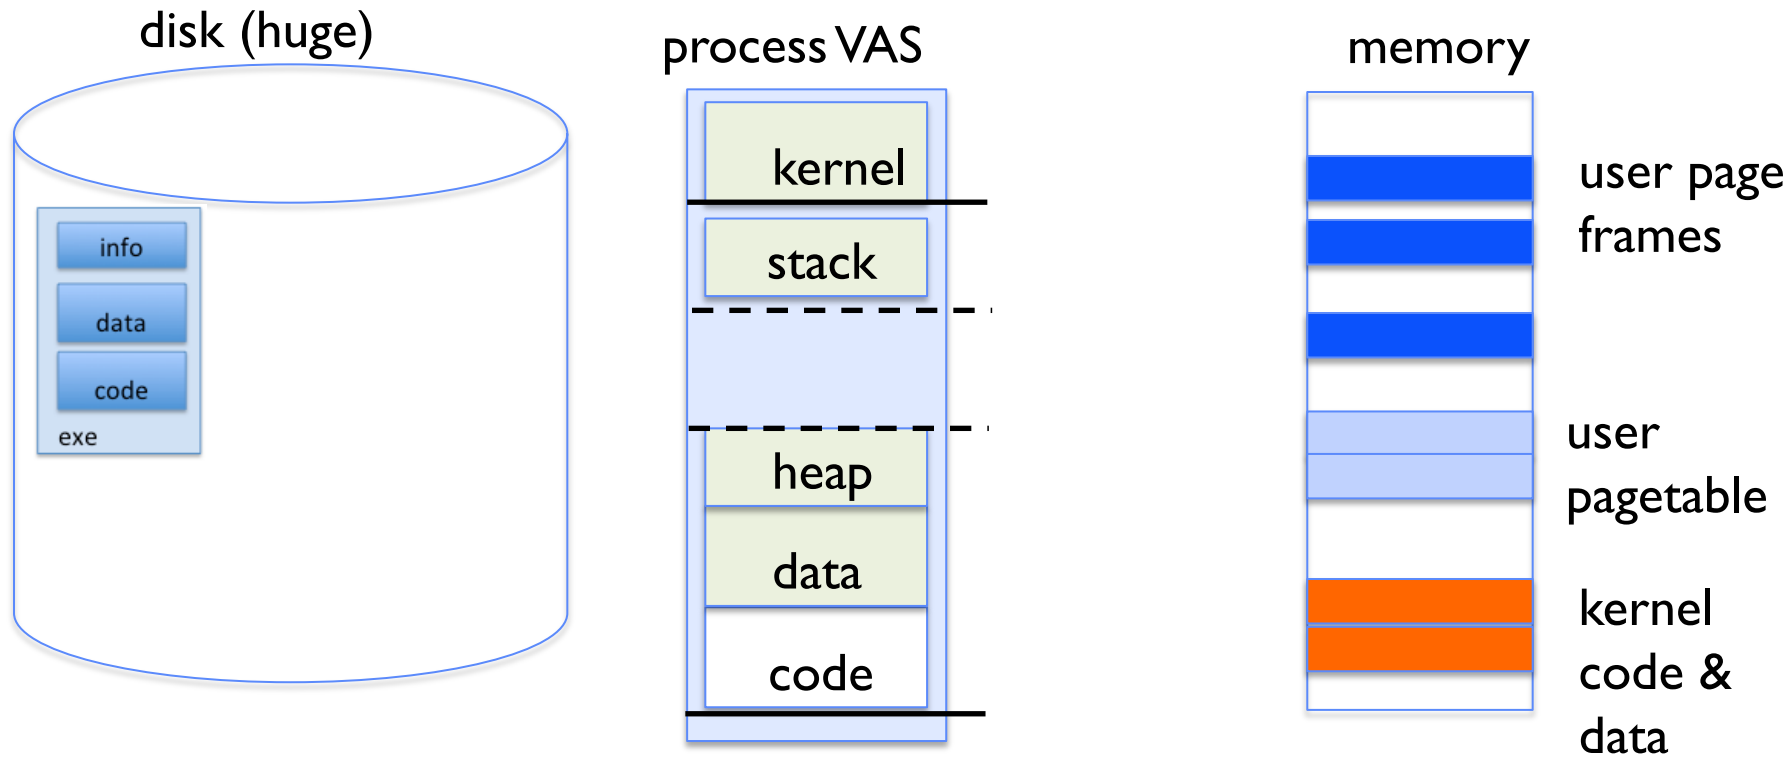 disk (huge)
process VAS
memory
info
data
code
exe
kernel
stack
heap
data
code
user page
frames
user
pagetable
kernel
code &
data